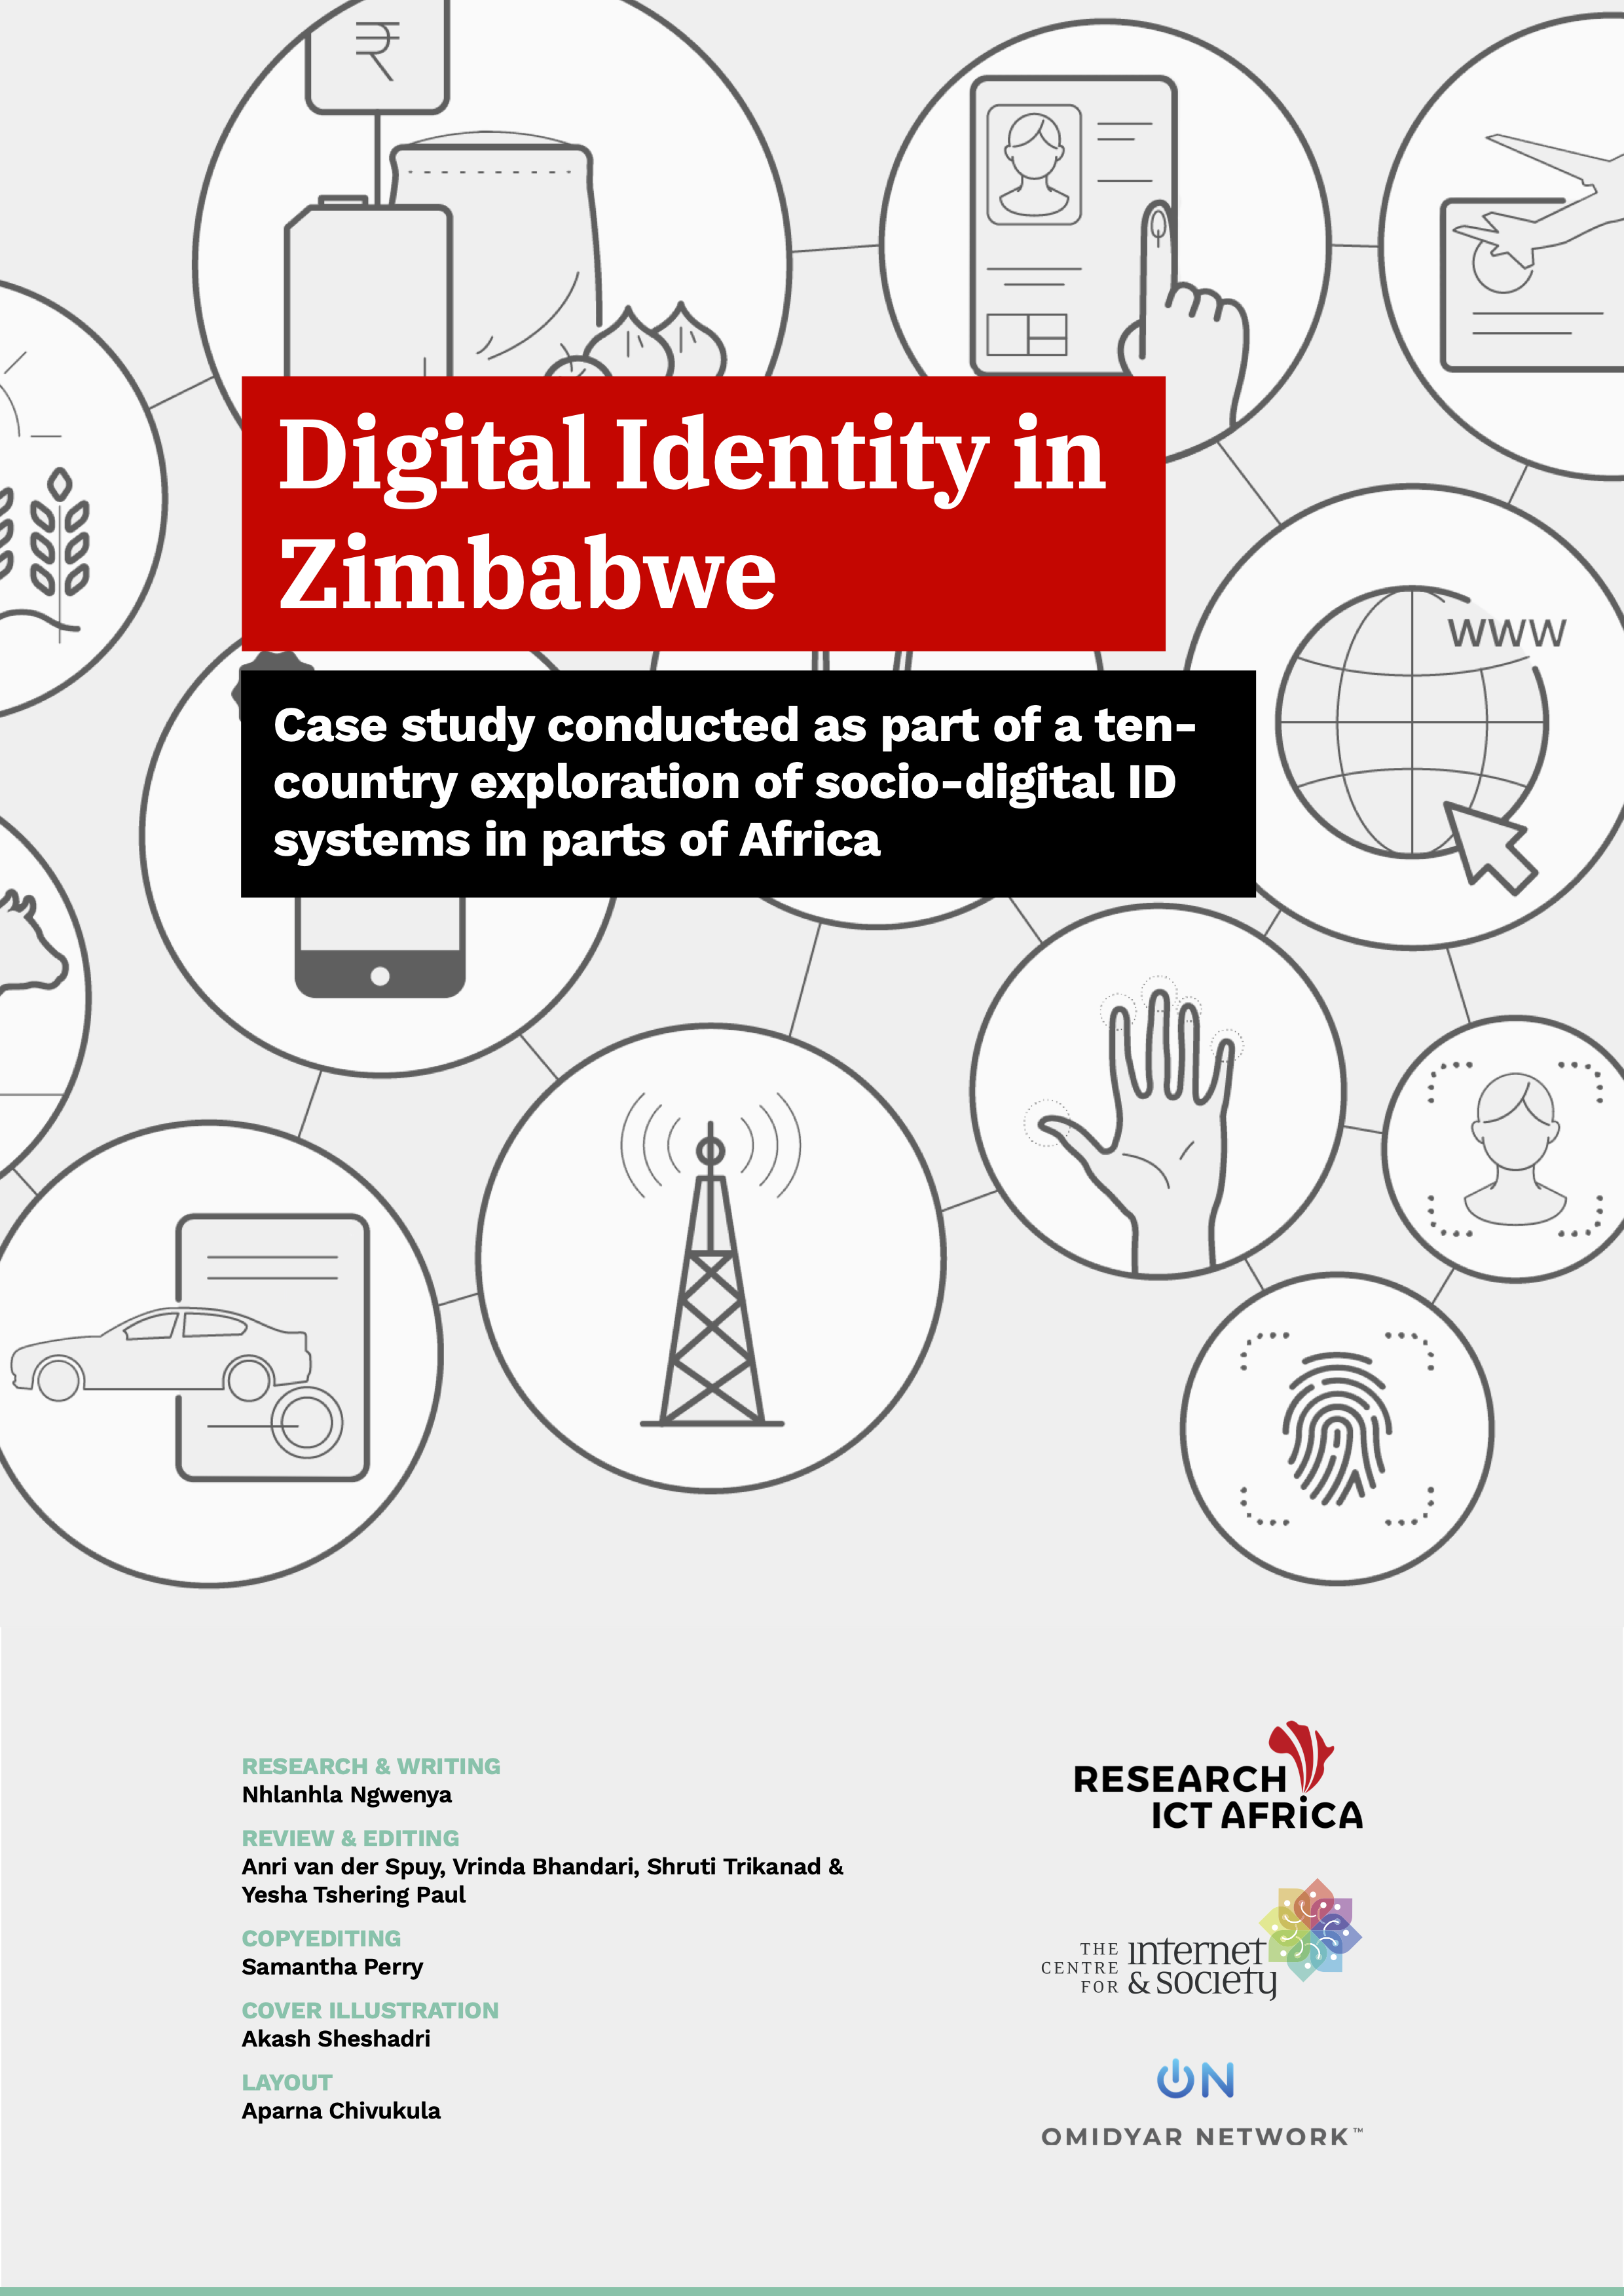 ₹
Digital Identity in
Zimbabwe
www
Case study conducted as part of a ten-
country exploration of socio-digital ID
systems in parts of Africa
RESEARCH & WRITING
Nhlanhla Ngwenya
REVIEW & EDITING
Anri van der Spuy, Vrinda Bhandari, Shruti Trikanad &
Yesha Tshering Paul
COPYEDITING
Samantha Perry
COVER ILLUSTRATION
Akash Sheshadri
LAYOUT
Aparna Chivukula
RESEARCH
ICT AFRiCA
THE
CENTRE
FOR
internet
& society
ON
OMIDYAR NETWORK™